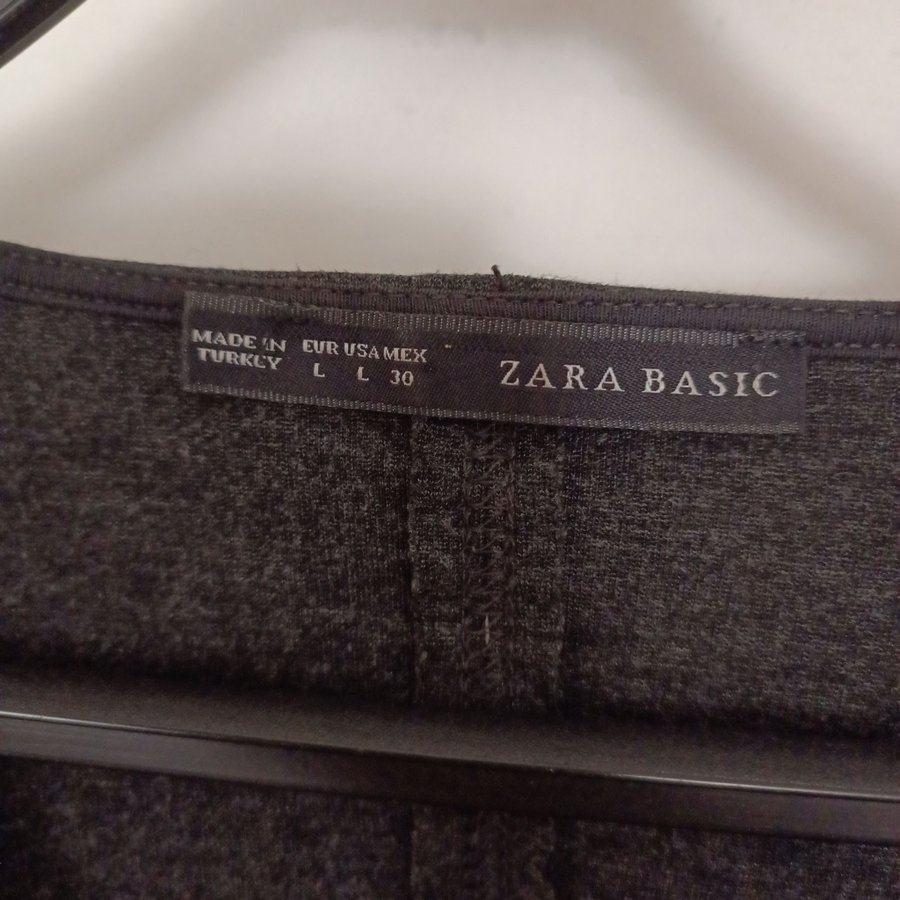 MADE IN EUR USA MEX
TURKEY L L 30
ZARA BASIC